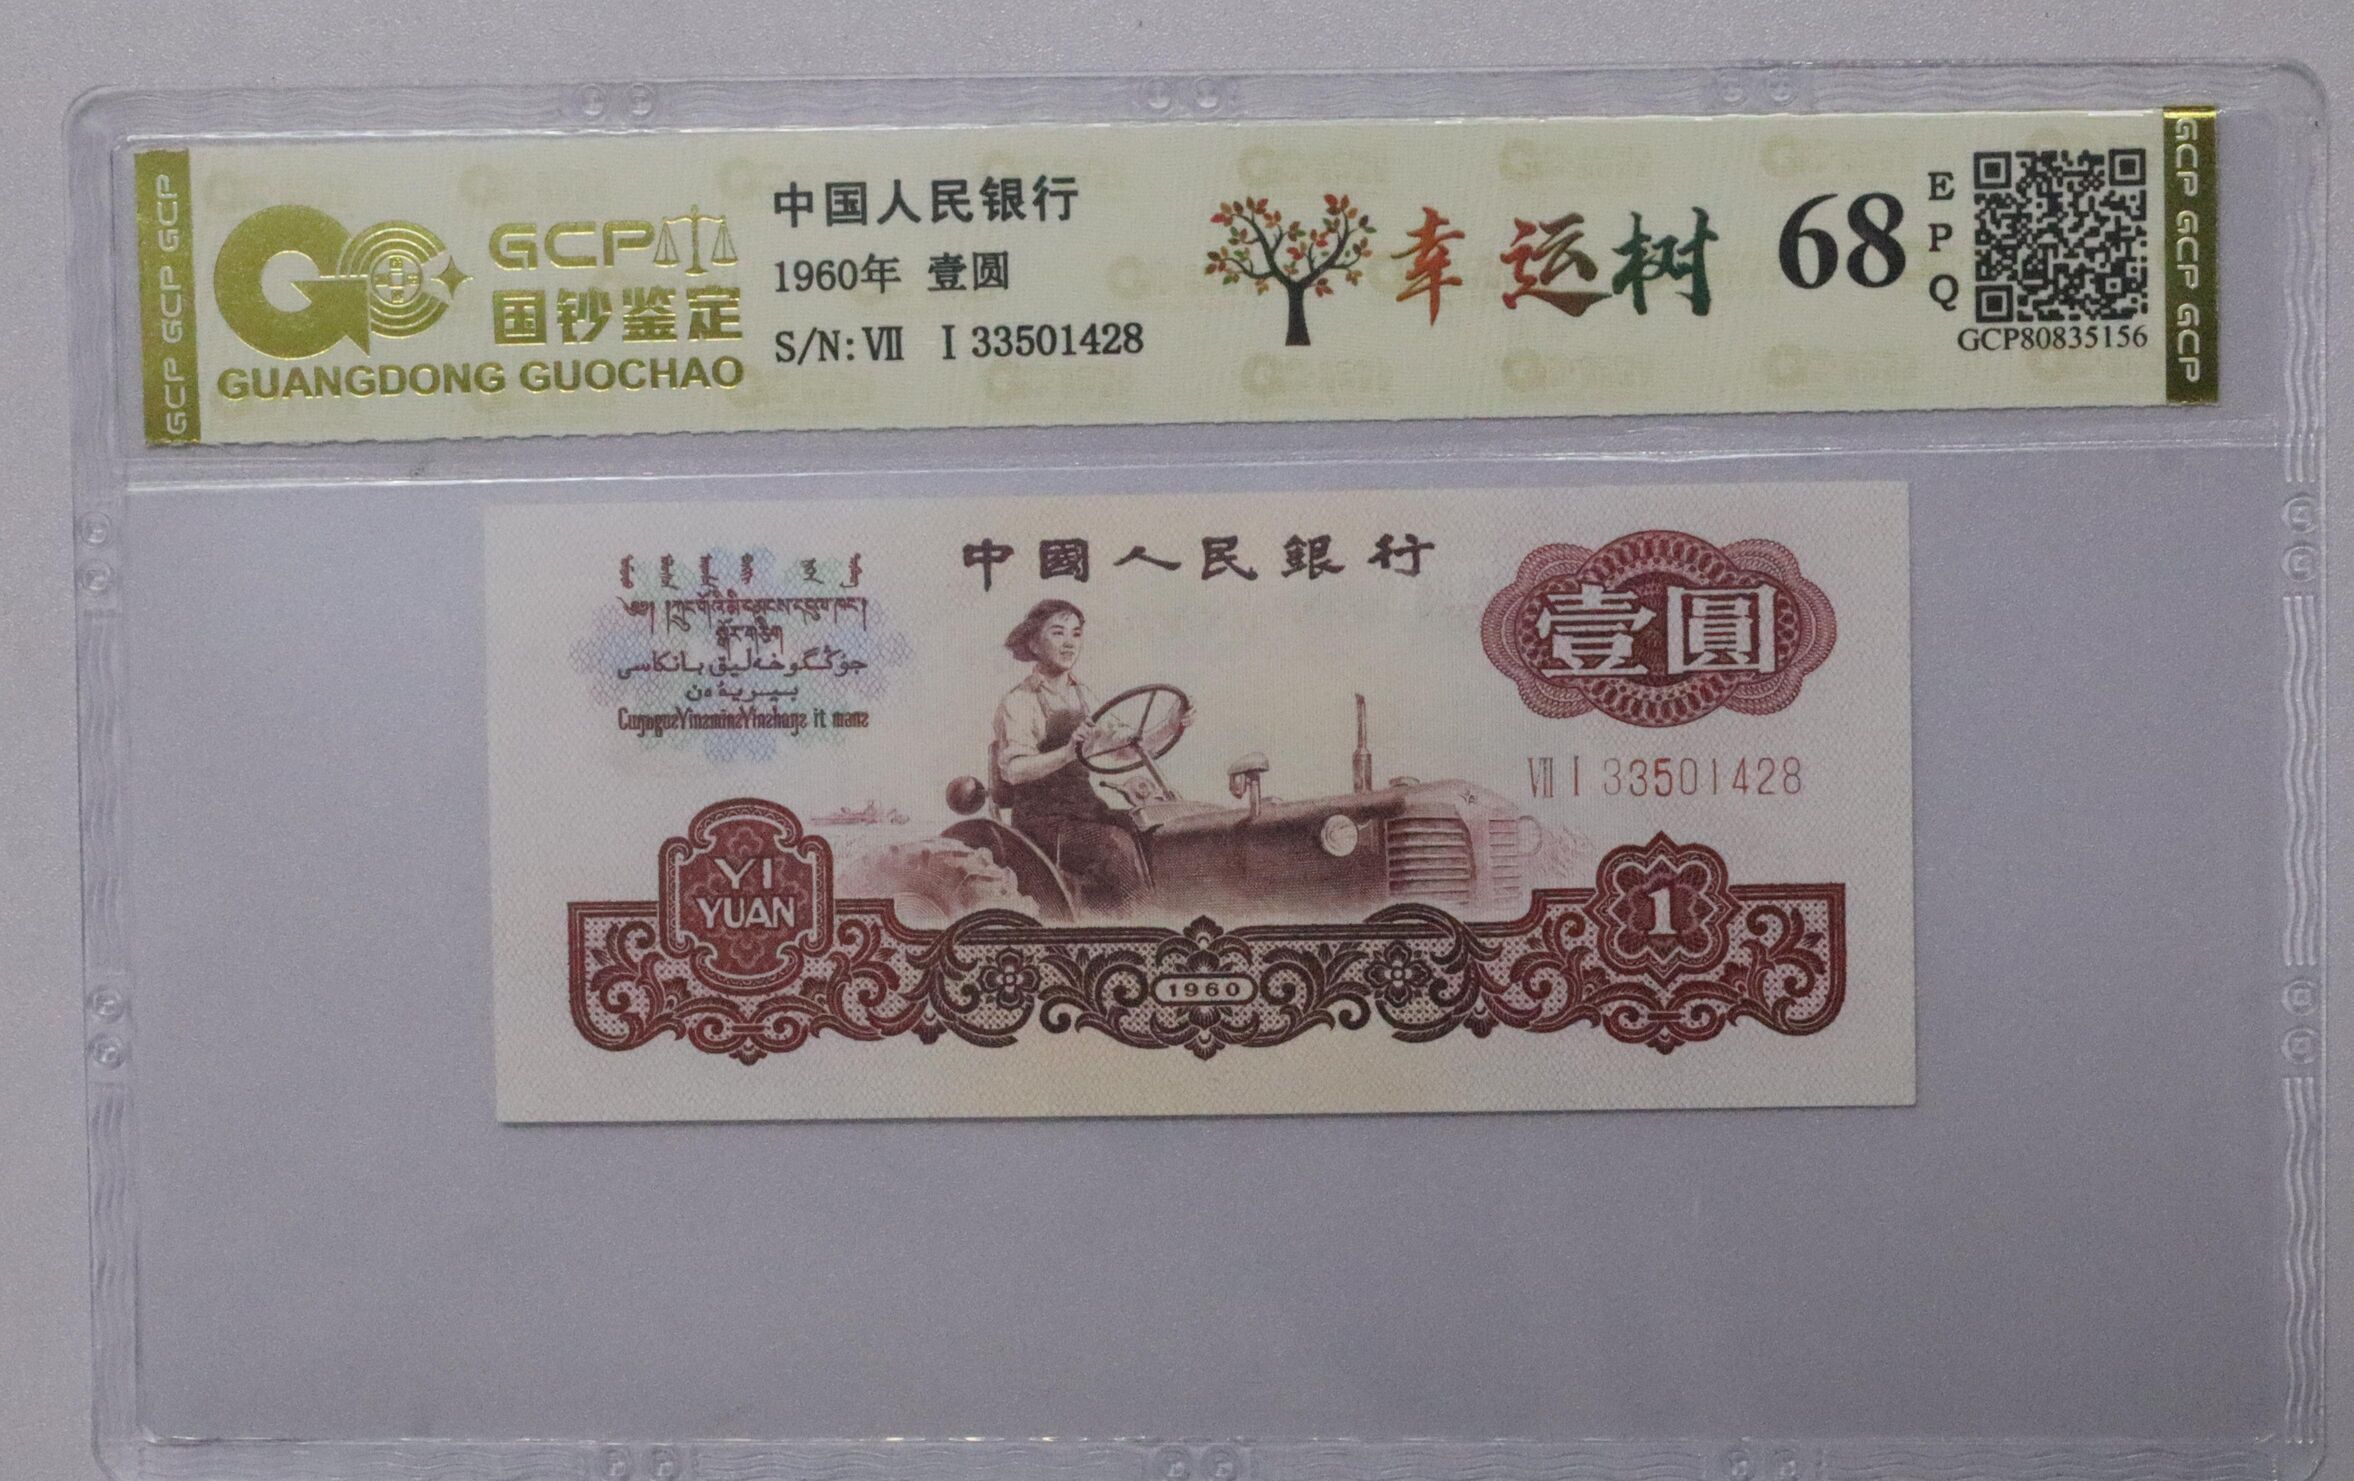 GCP GCP GCP
GCP
国钞鉴定
GUANGDONG GUOCHAO
中国人民银行
1960年 壹圆
S/N: Ⅷ Ⅰ 33501428
幸运树
68
E
P
Q
GCP80835156
GCP GCP GCP
中國人民銀行
壹圓
Ⅷ Ⅰ 33501428
YI
YUAN
1960
1